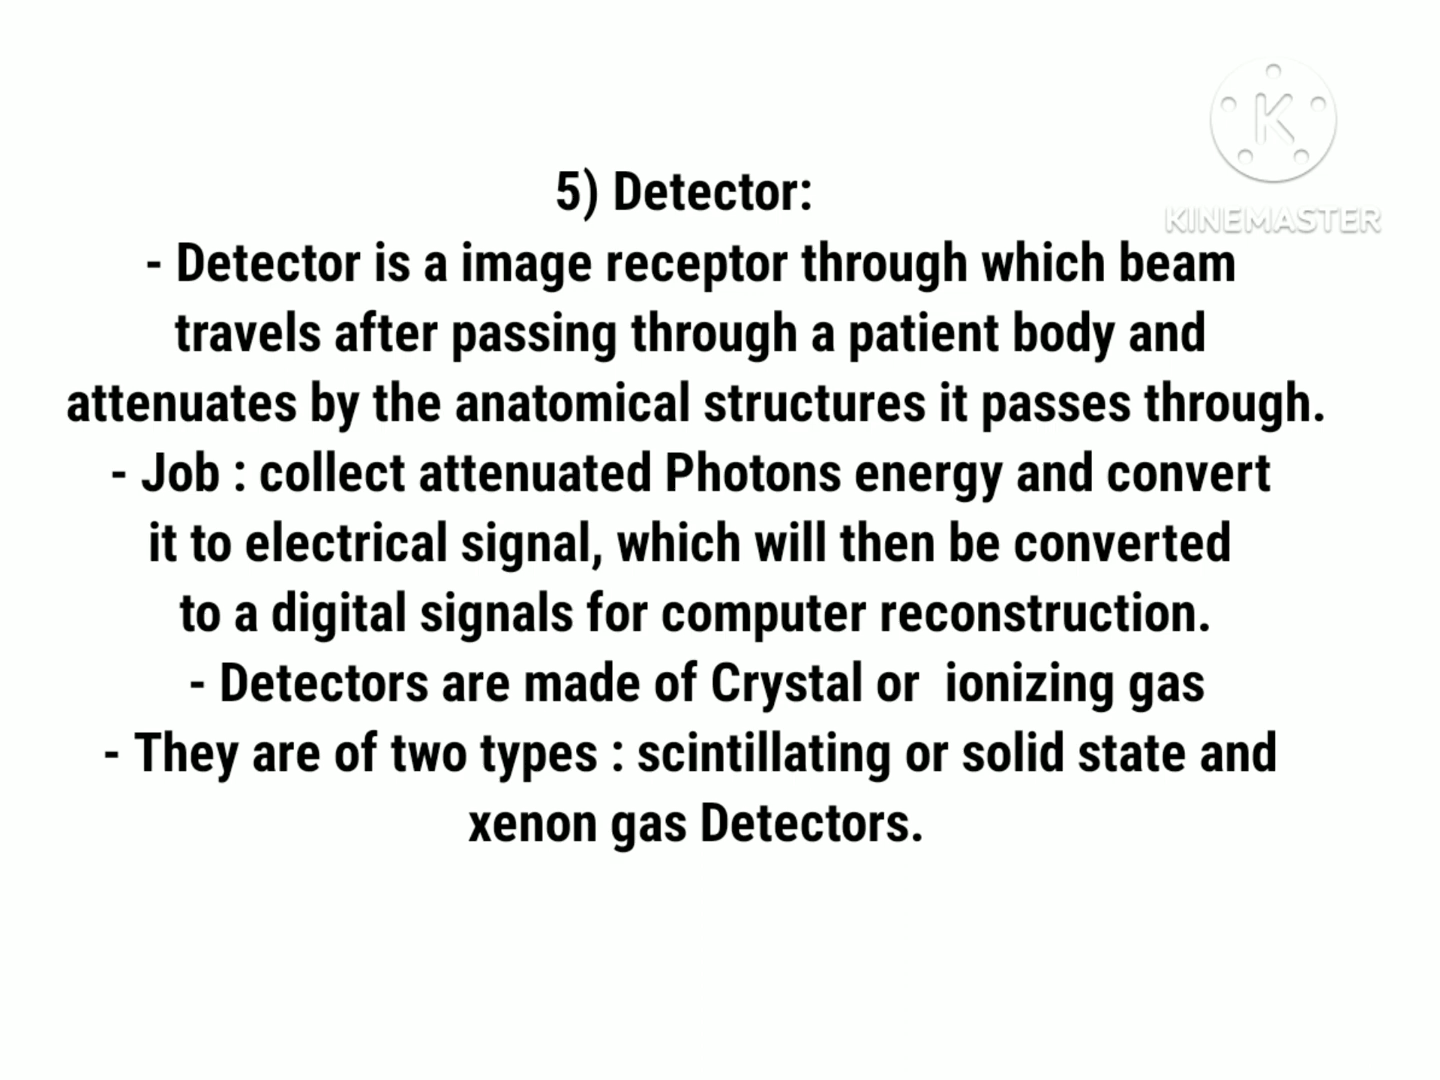 K
KINEMASTER
5) Detector:
- Detector is a image receptor through which beam
travels after passing through a patient body and
attenuates by the anatomical structures it passes through.
- Job : collect attenuated Photons energy and convert
it to electrical signal, which will then be converted
to a digital signals for computer reconstruction.
- Detectors are made of Crystal or  ionizing gas
- They are of two types : scintillating or solid state and
xenon gas Detectors.